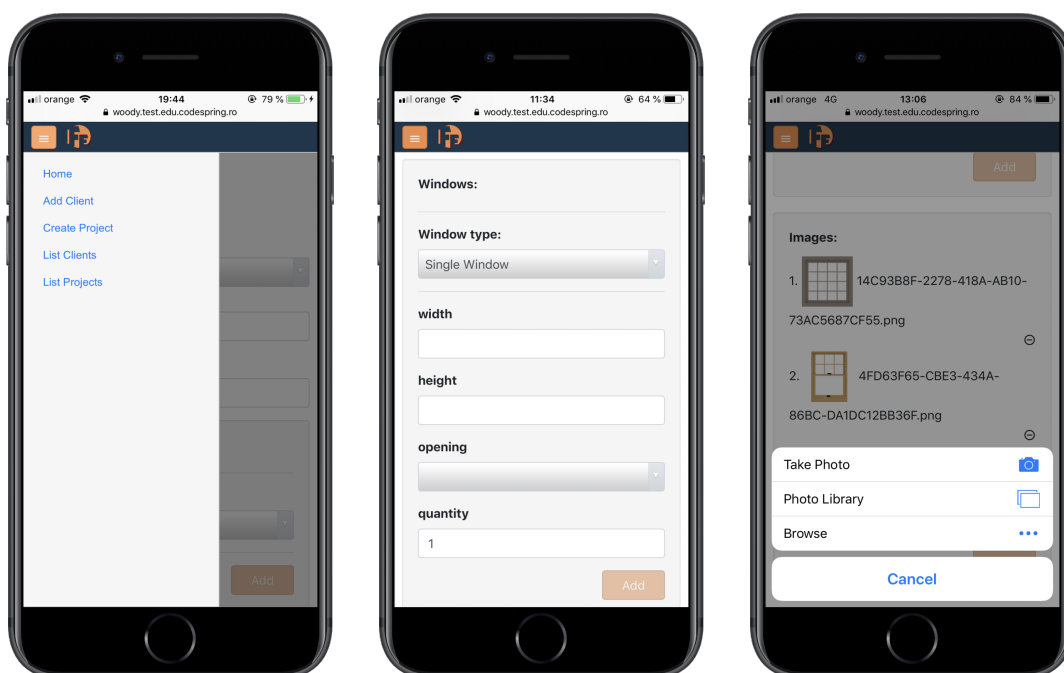 orange 19:44 79 %
woody.test.edu.codespring.ro
Home
Add Client
Create Project
List Clients
List Projects
Add
orange 11:34 64 %
woody.test.edu.codespring.ro
Windows:
Window type:
Single Window
width
height
opening
quantity
1
Add
orange 4G 13:06 84 %
woody.test.edu.codespring.ro
Add
Images:
1. 14C93B8F-2278-418A-AB10-
73AC5687CF55.png
2. 4FD63F65-CBE3-434A-
86BC-DA1DC12BB36F.png
Take Photo
Photo Library
Browse
Cancel